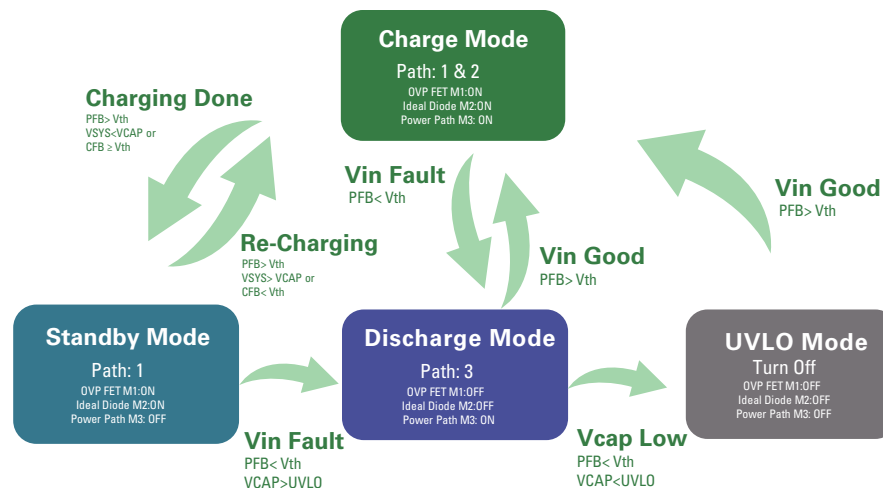 Charge Mode
Path: 1 & 2
OVP FET M1:ON
Ideal Diode M2:ON
Power Path M3: ON
Charging Done
PFB> Vth
VSYS<VCAP or
CFB ≥ Vth
Vin Fault
PFB< Vth
Vin Good
PFB> Vth
Re-Charging
PFB> Vth
VSYS> VCAP or
CFB< Vth
Vin Good
PFB> Vth
Standby Mode
Path: 1
OVP FET M1:ON
Ideal Diode M2:ON
Power Path M3: OFF
Discharge Mode
Path: 3
OVP FET M1:OFF
Ideal Diode M2:OFF
Power Path M3: ON
UVLO Mode
Turn Off
OVP FET M1:OFF
Ideal Diode M2:OFF
Power Path M3: OFF
Vin Fault
PFB< Vth
VCAP>UVLO
Vcap Low
PFB< Vth
VCAP<UVLO